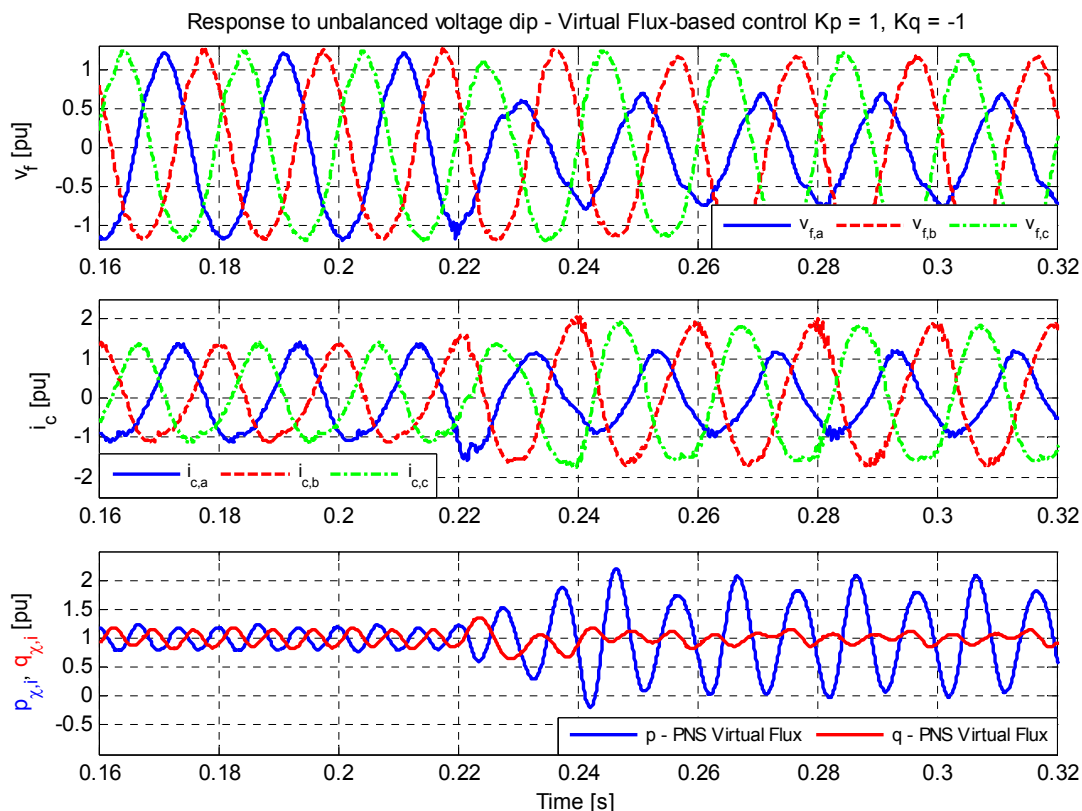 Response to unbalanced voltage dip - Virtual Flux-based control Kp = 1, Kq = -1
v_f [pu]
1
0.5
0
-0.5
-1
v_f,a v_f,b v_f,c
0.16 0.18 0.2 0.22 0.24 0.26 0.28 0.3 0.32
i_c [pu]
2
1
0
-1
-2
i_c,a i_c,b i_c,c
0.16 0.18 0.2 0.22 0.24 0.26 0.28 0.3 0.32
p_χ,i, q_χ,i [pu]
2
1.5
1
0.5
0
-0.5
p - PNS Virtual Flux q - PNS Virtual Flux
0.16 0.18 0.2 0.22 0.24 0.26 0.28 0.3 0.32
Time [s]